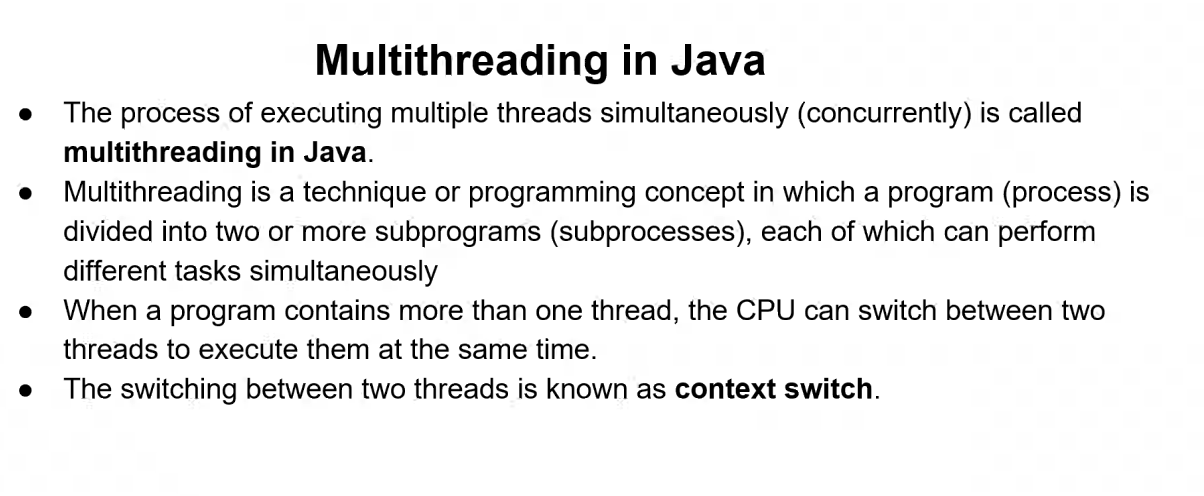 Multithreading in Java
● The process of executing multiple threads simultaneously (concurrently) is called
multithreading in Java.
● Multithreading is a technique or programming concept in which a program (process) is
divided into two or more subprograms (subprocesses), each of which can perform
different tasks simultaneously
● When a program contains more than one thread, the CPU can switch between two
threads to execute them at the same time.
● The switching between two threads is known as context switch.